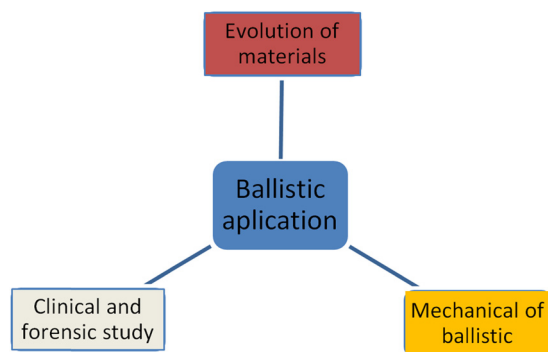 Evolution of
materials
Ballistic
aplication
Clinical and
forensic study
Mechanical of
ballistic